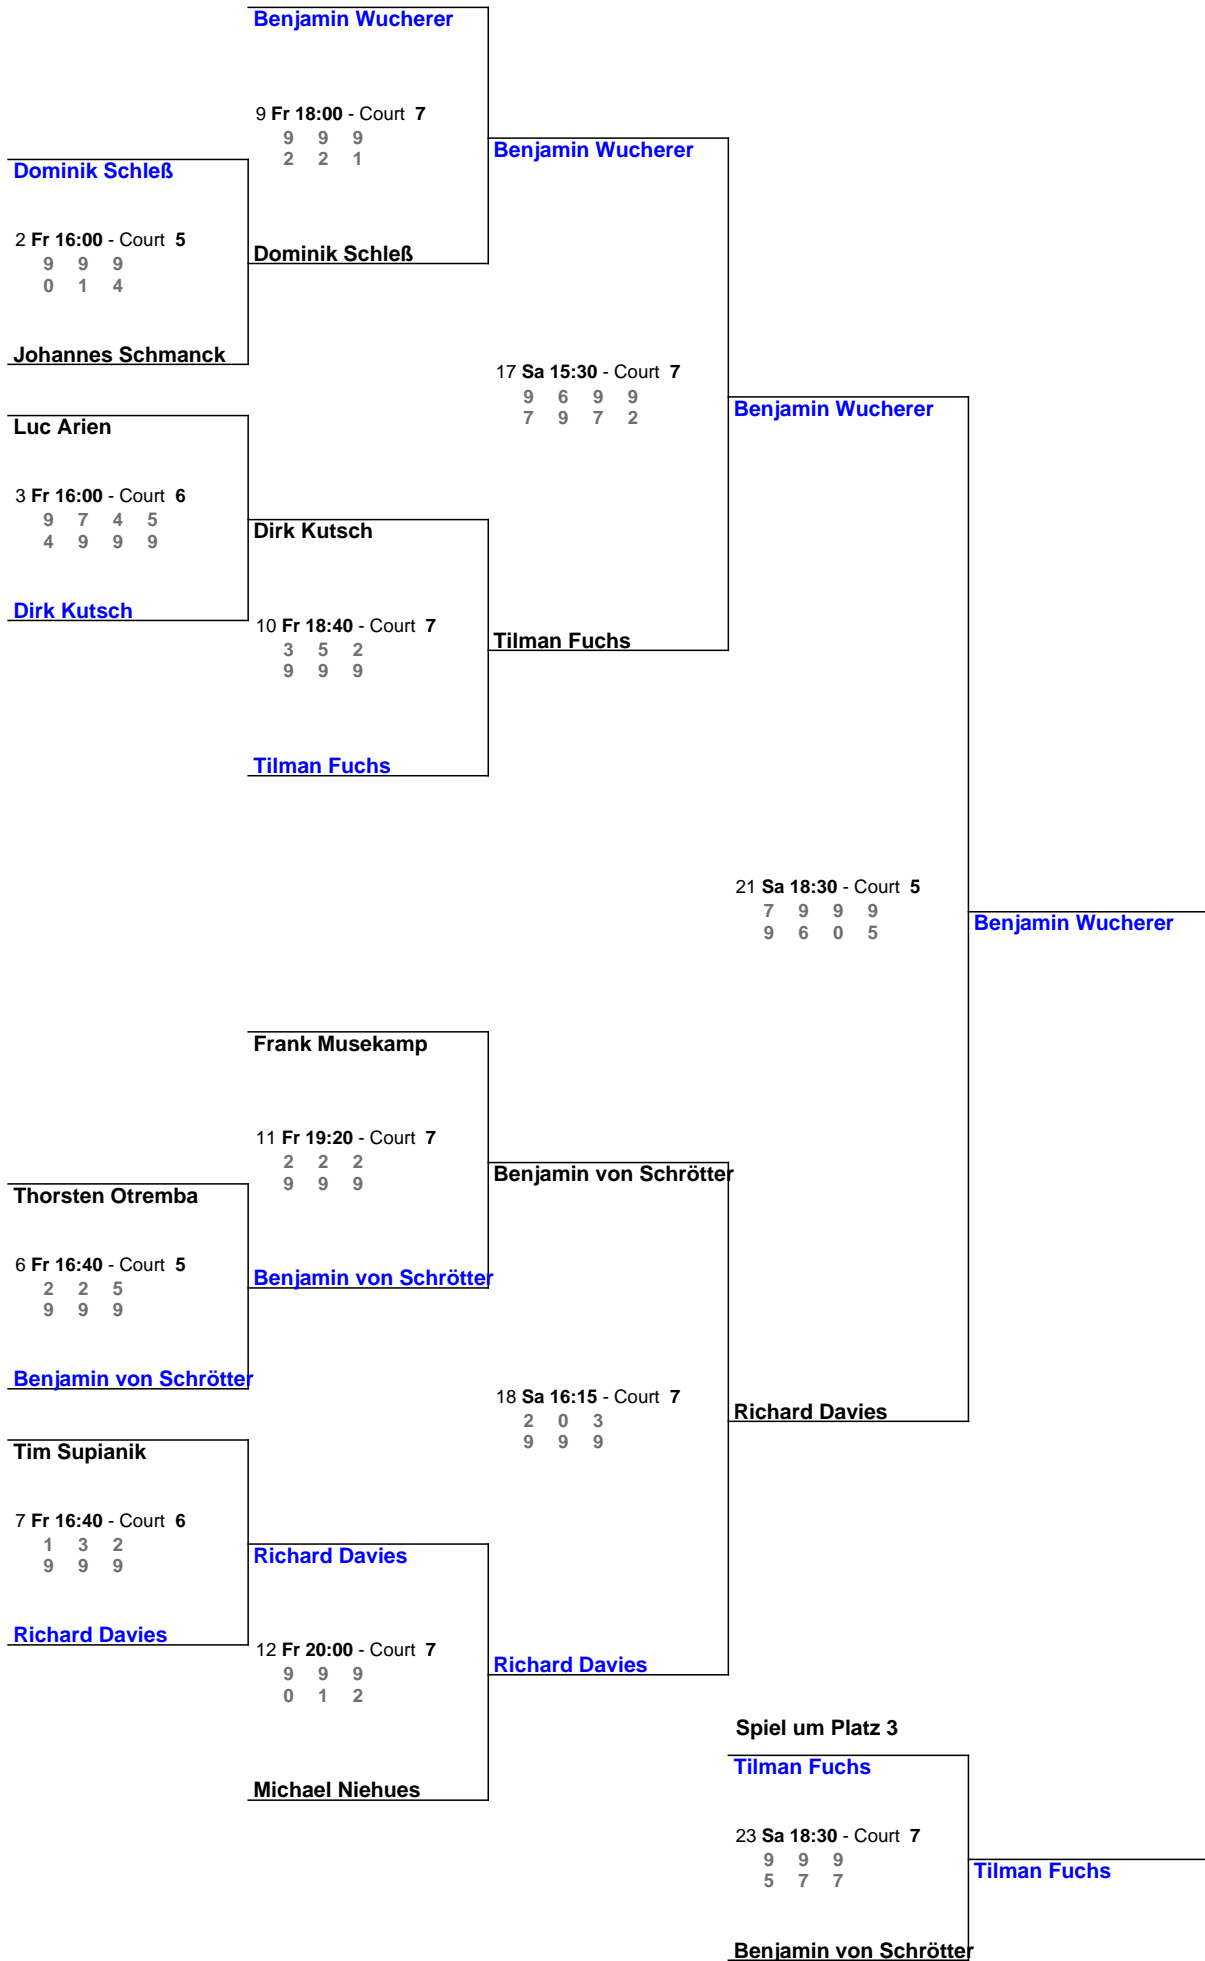 Benjamin Wucherer
9 Fr 18:00 - Court 7
9 9 9
2 2 1
Benjamin Wucherer
Dominik Schleß
2 Fr 16:00 - Court 5
9 9 9
0 1 4
Dominik Schleß
Johannes Schmanck
17 Sa 15:30 - Court 7
9 6 9 9
7 9 7 2
Benjamin Wucherer
Luc Arien
3 Fr 16:00 - Court 6
9 7 4 5
4 9 9 9
Dirk Kutsch
Dirk Kutsch
10 Fr 18:40 - Court 7
3 5 2
9 9 9
Tilman Fuchs
Tilman Fuchs
21 Sa 18:30 - Court 5
7 9 9 9
9 6 0 5
Benjamin Wucherer
Frank Musekamp
11 Fr 19:20 - Court 7
2 2 2
9 9 9
Benjamin von Schrötter
Thorsten Otremba
6 Fr 16:40 - Court 5
2 2 5
9 9 9
Benjamin von Schrötter
Benjamin von Schrötter
18 Sa 16:15 - Court 7
2 0 3
9 9 9
Richard Davies
Tim Supianik
7 Fr 16:40 - Court 6
1 3 2
9 9 9
Richard Davies
Richard Davies
12 Fr 20:00 - Court 7
9 9 9
0 1 2
Richard Davies
Michael Niehues
Spiel um Platz 3
Tilman Fuchs
23 Sa 18:30 - Court 7
9 9 9
5 7 7
Tilman Fuchs
Benjamin von Schrötter